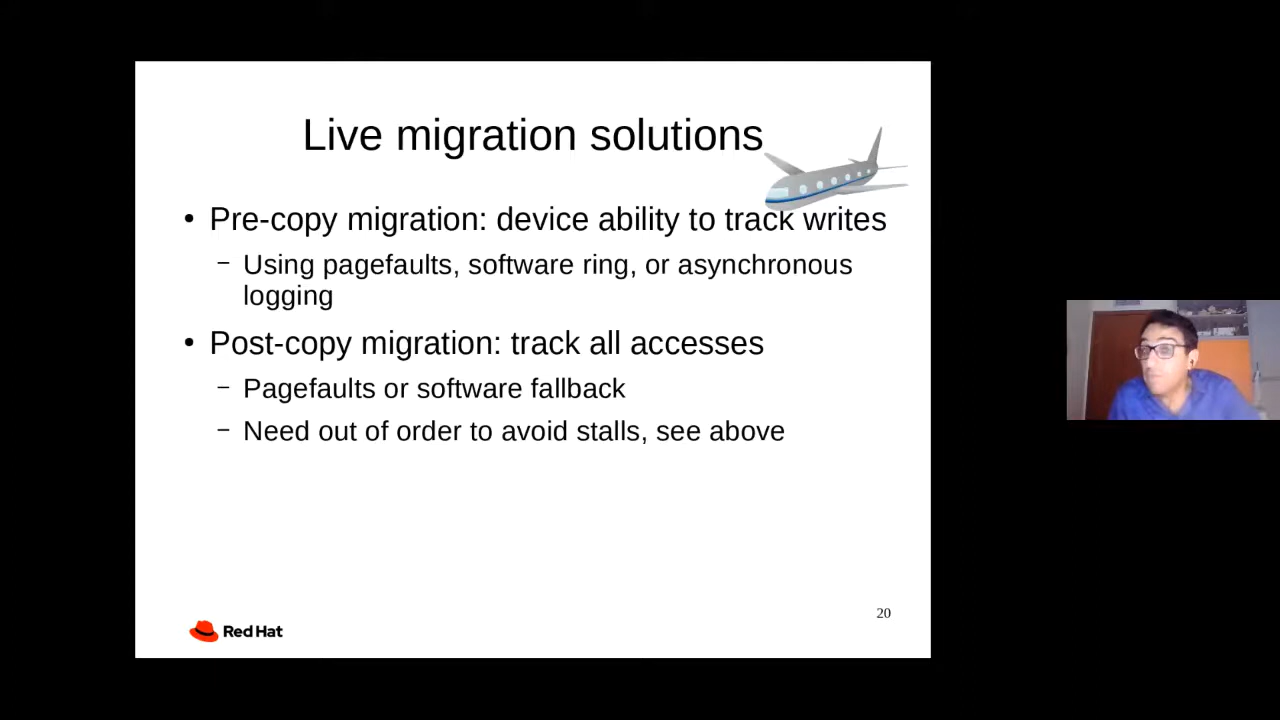 Live migration solutions
• Pre-copy migration: device ability to track writes
– Using pagefaults, software ring, or asynchronous
logging
• Post-copy migration: track all accesses
– Pagefaults or software fallback
– Need out of order to avoid stalls, see above
20
Red Hat